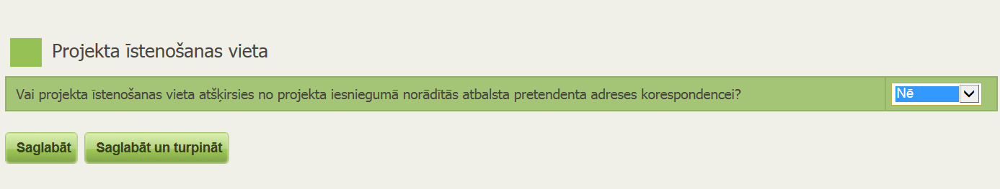 Projekta īstenošanas vieta
Vai projekta īstenošanas vieta atšķirsies no projekta iesniegumā norādītās atbalsta pretendenta adreses korespondencei? Nē
Saglabāt Saglabāt un turpināt